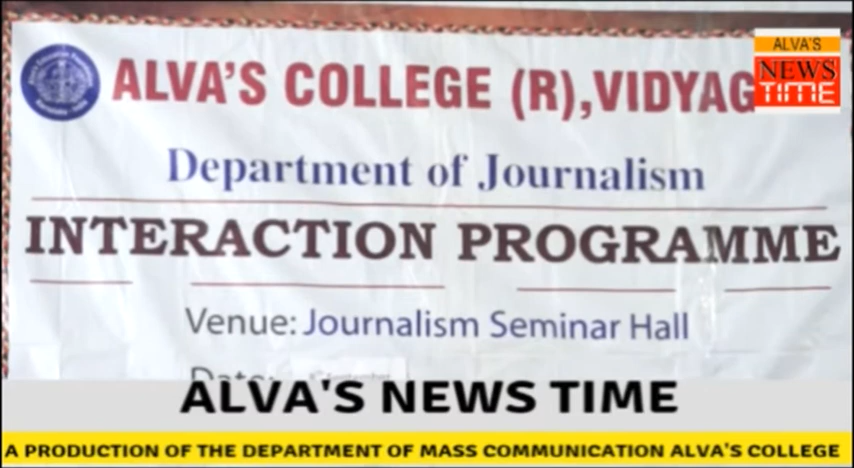 ALVA'S COLLEGE (R),VIDYAG
ALVA'S
NEWS
TIME
Department of Journalism
INTERACTION PROGRAMME
Venue: Journalism Seminar Hall
Date:
ALVA'S NEWS TIME
A PRODUCTION OF THE DEPARTMENT OF MASS COMMUNICATION ALVA'S COLLEGE